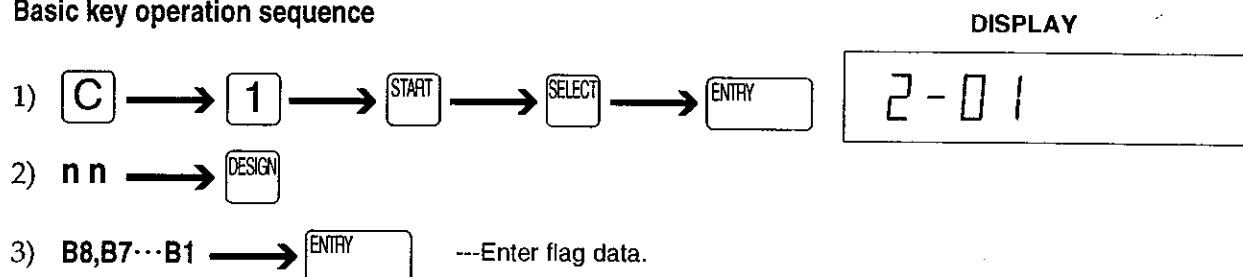 Basic key operation sequence
DISPLAY
1) C → 1 → START → SELECT → ENTRY
2-01
2) n n → DESIGN
3) B8,B7···B1 → ENTRY ---Enter flag data.